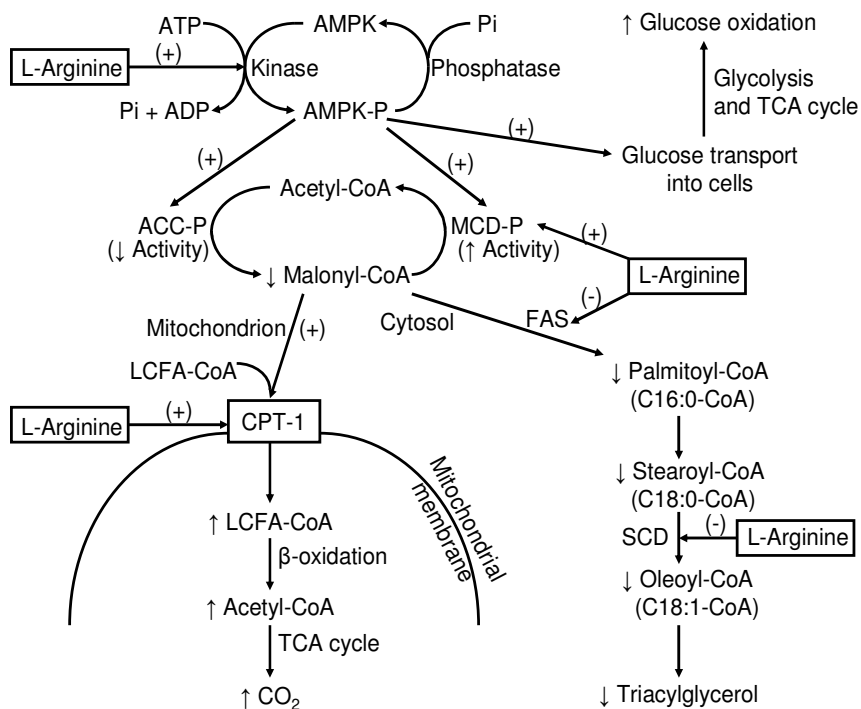 ATP
AMPK
Pi
↑ Glucose oxidation
L-Arginine
(+)
Kinase
Phosphatase
Glycolysis
and TCA cycle
Pi + ADP
AMPK-P
(+)
(+)
(+)
Glucose transport
into cells
Acetyl-CoA
ACC-P
(↓ Activity)
MCD-P
(↑ Activity)
(+)
↓ Malonyl-CoA
L-Arginine
(-)
Mitochondrion
(+)
Cytosol
FAS
LCFA-CoA
↓ Palmitoyl-CoA
(C16:0-CoA)
L-Arginine
(+)
CPT-1
Mitochondrial
membrane
↓ Stearoyl-CoA
(C18:0-CoA)
↑ LCFA-CoA
SCD
(-)
L-Arginine
β-oxidation
↓ Oleoyl-CoA
(C18:1-CoA)
↑ Acetyl-CoA
TCA cycle
↑ CO₂
↓ Triacylglycerol